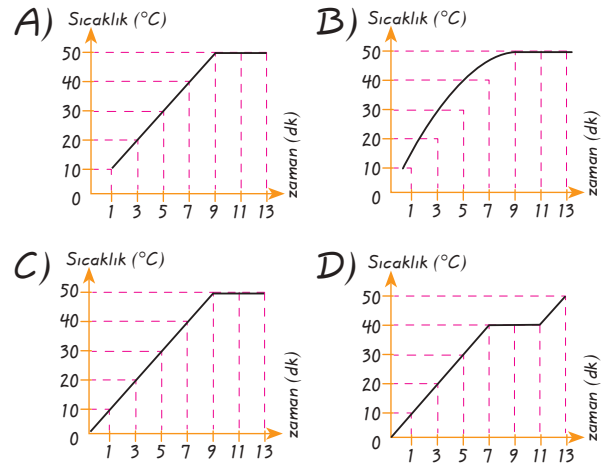 A) Sıcaklık (°C)
50
40
30
20
10
0
1 3 5 7 9 11 13
zaman (dk)
B) Sıcaklık (°C)
50
40
30
20
10
0
1 3 5 7 9 11 13
zaman (dk)
C) Sıcaklık (°C)
50
40
30
20
10
0
1 3 5 7 9 11 13
zaman (dk)
D) Sıcaklık (°C)
50
40
30
20
10
0
1 3 5 7 9 11 13
zaman (dk)